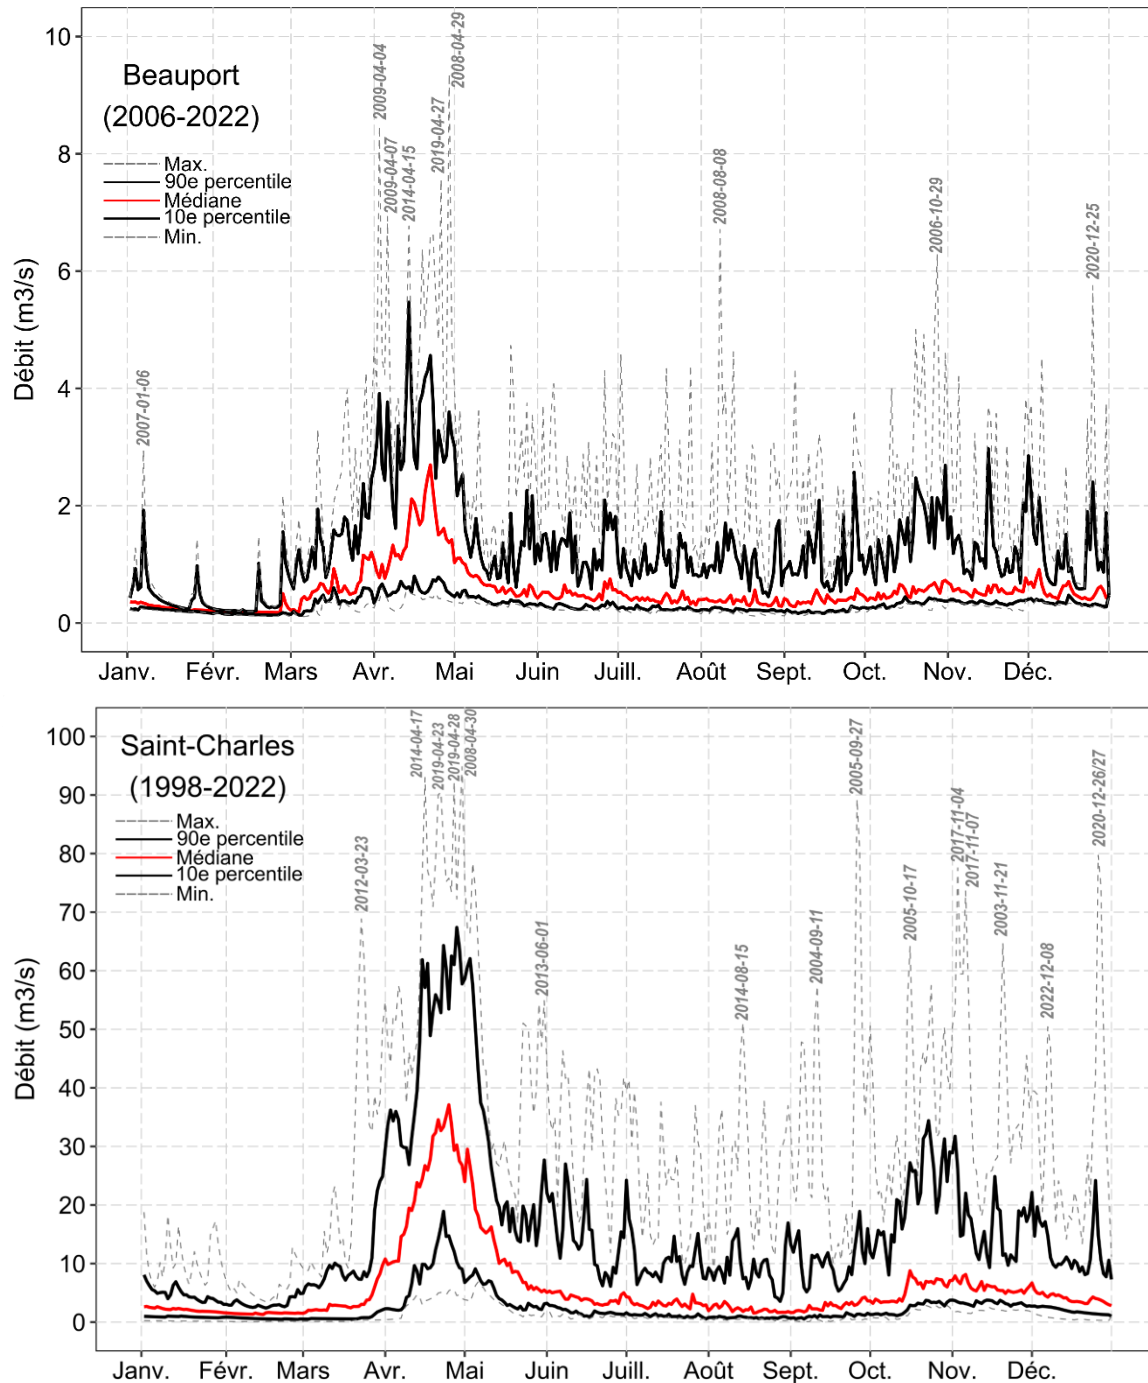 10
8
6
4
2
0
Débit (m3/s)
Beauport
(2006-2022)
Max.
90e percentile
Médiane
10e percentile
Min.
2007-01-06
2009-04-04
2009-04-07
2014-04-15
2019-04-27
2008-04-29
2008-08-08
2006-10-29
2020-12-25
Janv. Févr. Mars Avr. Mai Juin Juill. Août Sept. Oct. Nov. Déc.
100
90
80
70
60
50
40
30
20
10
0
Débit (m3/s)
Saint-Charles
(1998-2022)
Max.
90e percentile
Médiane
10e percentile
Min.
2012-03-23
2014-04-17
2019-04-23
2019-04-28
2008-04-30
2013-06-01
2014-08-15
2004-09-11
2005-09-27
2005-10-17
2017-11-04
2017-11-07
2003-11-21
2022-12-08
2020-12-26/27
Janv. Févr. Mars Avr. Mai Juin Juill. Août Sept. Oct. Nov. Déc.